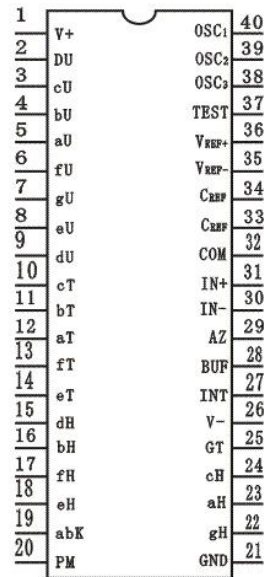 1 V+ OSC₁ 40
2 DU OSC₂ 39
3 cU OSC₃ 38
4 bU TEST 37
5 aU VREF+ 36
6 fU VREF- 35
7 gU CREF 34
8 eU CREF 33
9 dU COM 32
10 cT IN+ 31
11 bT IN- 30
12 aT AZ 29
13 fT BUF 28
14 eT INT 27
15 dH V- 26
16 bH GT 25
17 fH cH 24
18 eH aH 23
19 abK gH 22
20 PM GND 21